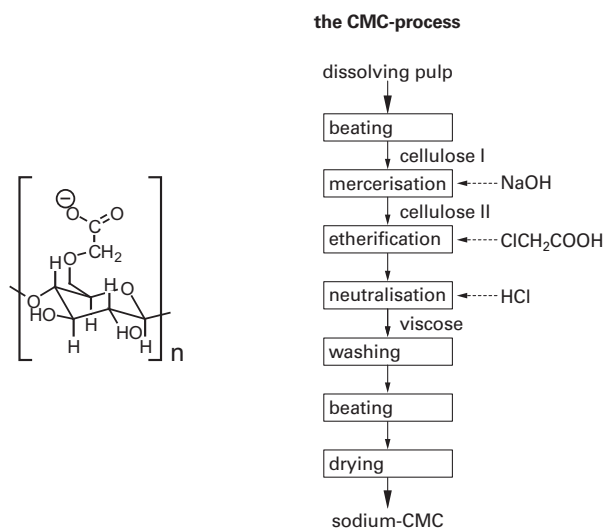 the CMC-process
dissolving pulp
beating
cellulose I
mercerisation
NaOH
cellulose II
etherification
ClCH₂COOH
neutralisation
HCl
viscose
washing
beating
drying
sodium-CMC
⊖
O C O
O CH₂
H H
O
O
HO H
HO
H H
n